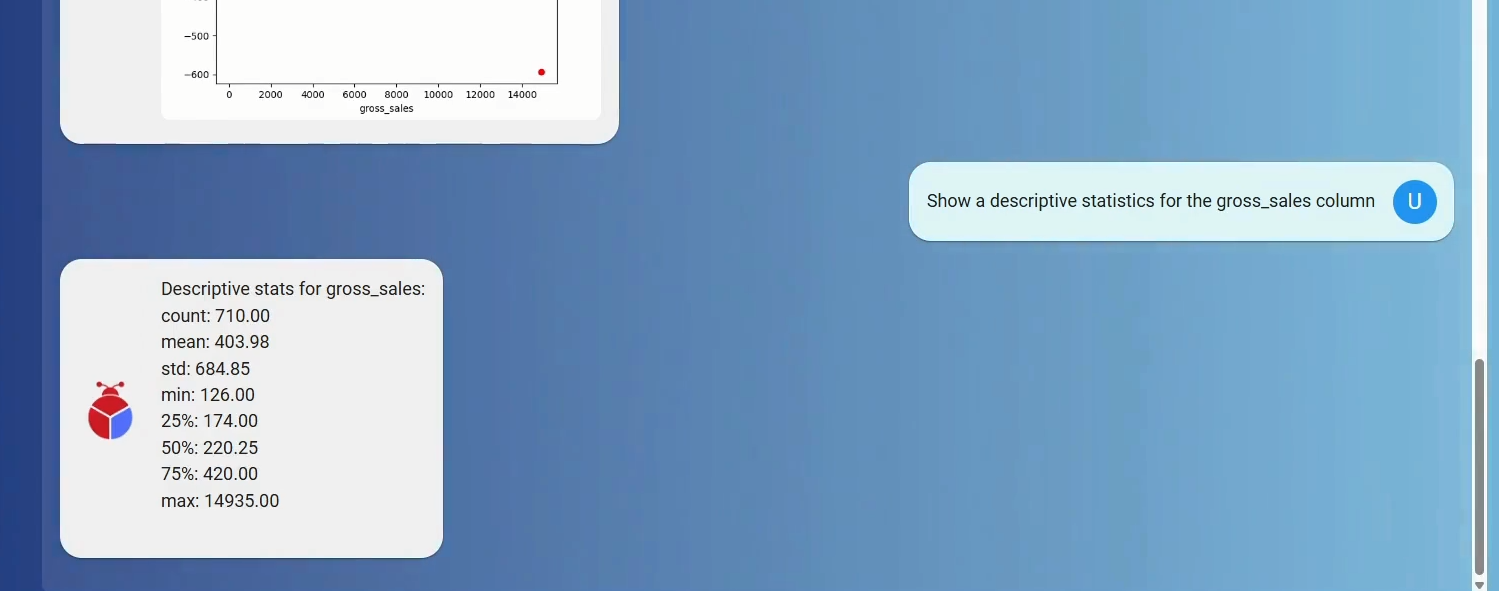 −500
−600
0 2000 4000 6000 8000 10000 12000 14000
gross_sales
Show a descriptive statistics for the gross_sales column
U
Descriptive stats for gross_sales:
count: 710.00
mean: 403.98
std: 684.85
min: 126.00
25%: 174.00
50%: 220.25
75%: 420.00
max: 14935.00